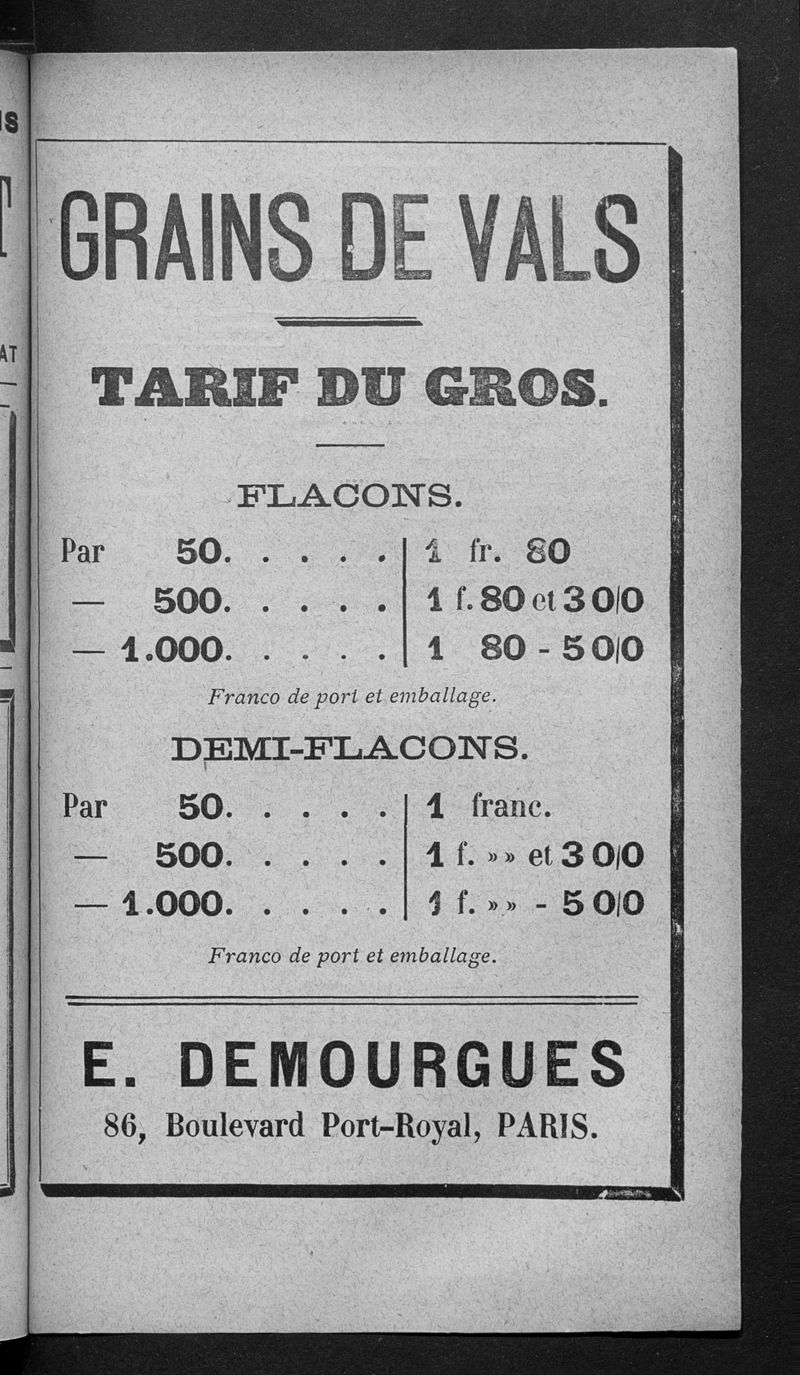 IS
T
AT
GRAINS DE VALS
TARIF DU GROS.
FLACONS.
Par 50. . . . . 1 fr. 80
— 500. . . . . 1 f. 80 et 3 0|0
— 1.000. . . . . 1 80 - 5 0|0
Franco de port et emballage.
DEMI-FLACONS.
Par 50. . . . . 1 franc.
— 500. . . . . 1 f. »» et 3 0|0
— 1.000. . . . . 1 f. »» - 5 0|0
Franco de port et emballage.
E. DEMOURGUES
86, Boulevard Port-Royal, PARIS.